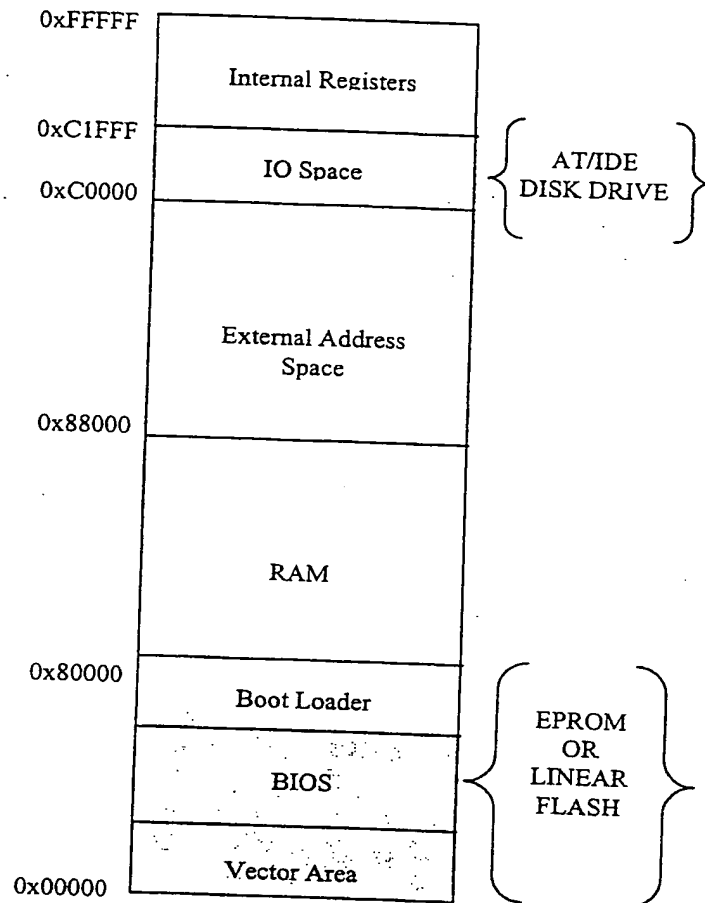 0xFFFFF
Internal Registers
0xC1FFF
IO Space
0xC0000
AT/IDE
DISK DRIVE
External Address
Space
0x88000
RAM
0x80000
Boot Loader
BIOS
EPROM
OR
LINEAR
FLASH
Vector Area
0x00000